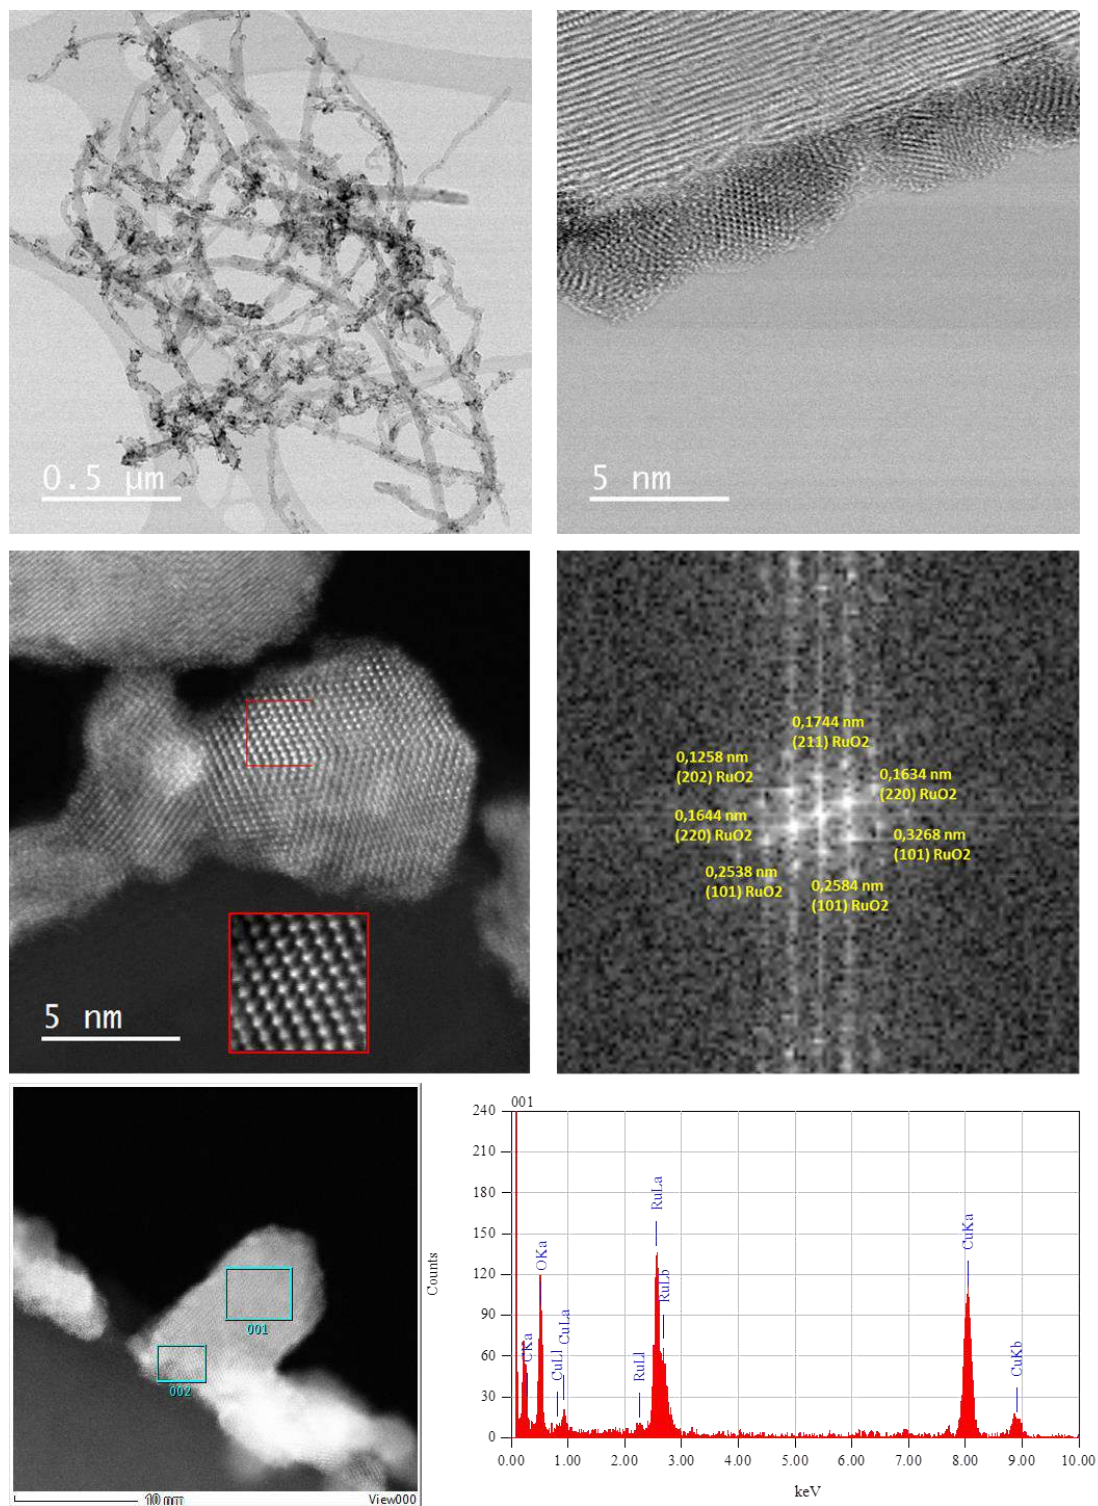 0.5 µm
5 nm
5 nm
0,1744 nm
(211) RuO2
0,1258 nm
(202) RuO2
0,1634 nm
(220) RuO2
0,1644 nm
(220) RuO2
0,3268 nm
(101) RuO2
0,2538 nm
(101) RuO2
0,2584 nm
(101) RuO2
001
002
10 nm
View000
001
Counts
240
210
180
150
120
90
60
30
0
CKa
OKa
CuLl
CuLa
RuLl
RuLa
RuLb
CuKa
CuKb
0.00 1.00 2.00 3.00 4.00 5.00 6.00 7.00 8.00 9.00 10.00
keV